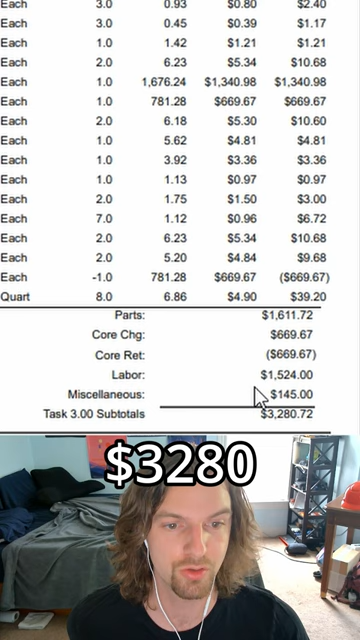 Each 3.0 0.93 $0.80 $2.40
Each 3.0 0.45 $0.39 $1.17
Each 1.0 1.42 $1.21 $1.21
Each 2.0 6.23 $5.34 $10.68
Each 1.0 1,676.24 $1,340.98 $1,340.98
Each 1.0 781.28 $669.67 $669.67
Each 2.0 6.18 $5.30 $10.60
Each 1.0 5.62 $4.81 $4.81
Each 1.0 3.92 $3.36 $3.36
Each 1.0 1.13 $0.97 $0.97
Each 2.0 1.75 $1.50 $3.00
Each 7.0 1.12 $0.96 $6.72
Each 2.0 6.23 $5.34 $10.68
Each 2.0 5.20 $4.84 $9.68
Each -1.0 781.28 $669.67 ($669.67)
Quart 8.0 6.86 $4.90 $39.20
Parts: $1,611.72
Core Chg: $669.67
Core Ret: ($669.67)
Labor: $1,524.00
Miscellaneous: $145.00
Task 3.00 Subtotals $3,280.72
$3280